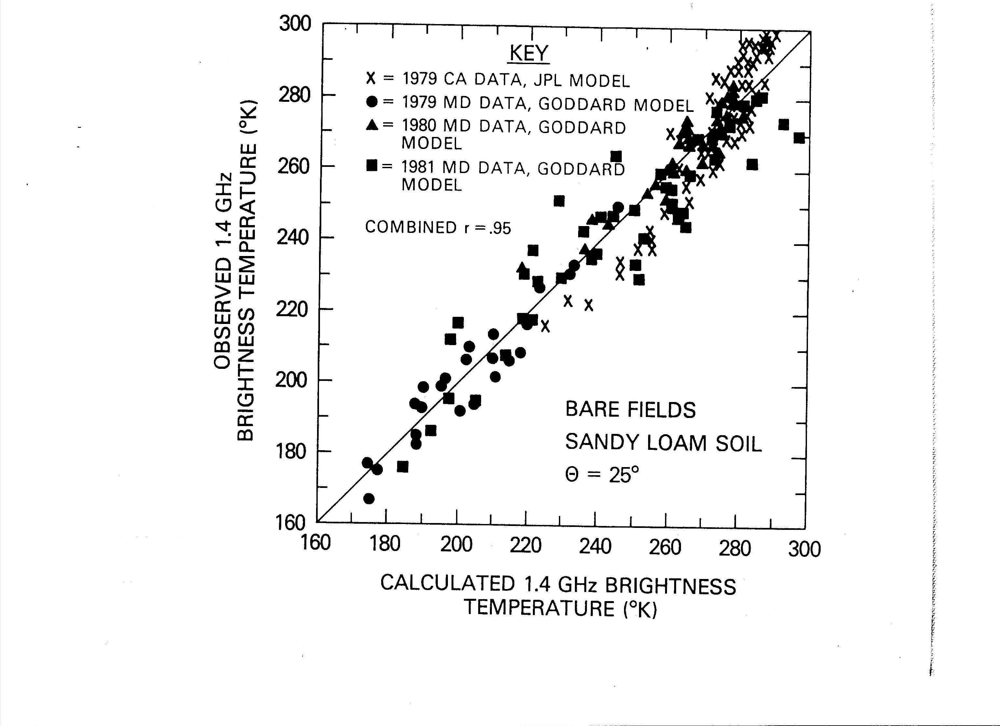 300
280
260
240
220
200
180
160
OBSERVED 1.4 GHz
BRIGHTNESS TEMPERATURE (°K)
KEY
X = 1979 CA DATA, JPL MODEL
● = 1979 MD DATA, GODDARD MODEL
▲ = 1980 MD DATA, GODDARD
MODEL
■ = 1981 MD DATA, GODDARD
MODEL
COMBINED r = .95
BARE FIELDS
SANDY LOAM SOIL
Θ = 25°
160 180 200 220 240 260 280 300
CALCULATED 1.4 GHz BRIGHTNESS
TEMPERATURE (°K)